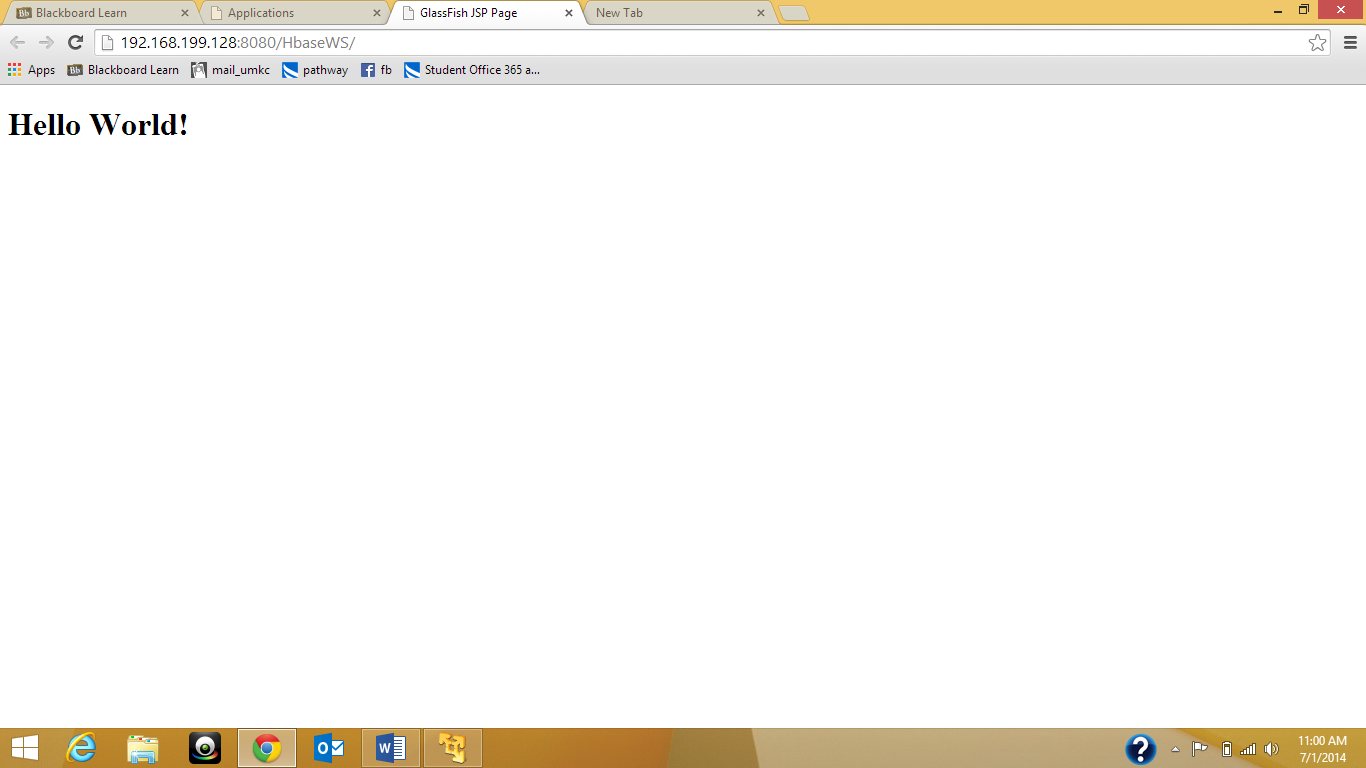 Blackboard Learn
Applications
GlassFish JSP Page
New Tab
192.168.199.128:8080/HbaseWS/
Apps
Bb Blackboard Learn
mail_umkc
pathway
fb
Student Office 365 a...
Hello World!
11:00 AM
7/1/2014